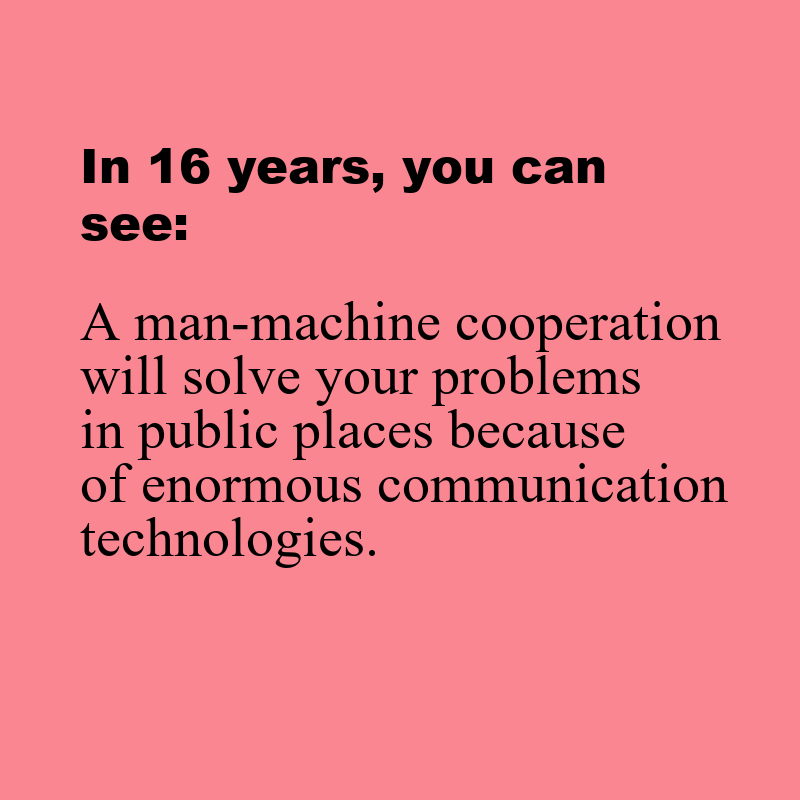 In 16 years, you can
see:
A man-machine cooperation
will solve your problems
in public places because
of enormous communication
technologies.